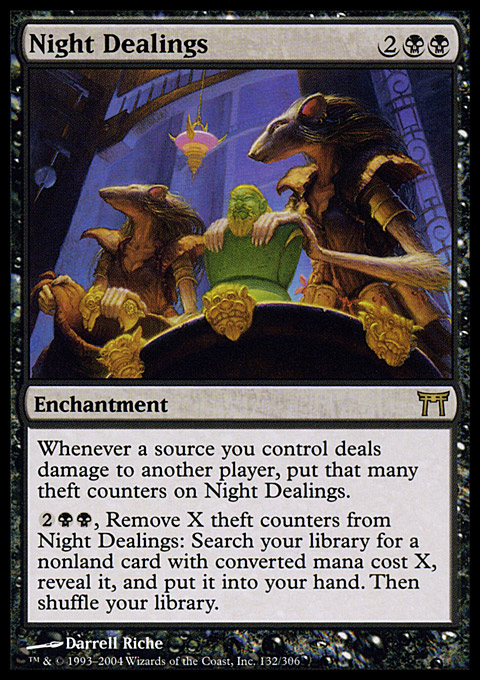 Night Dealings 2
Enchantment
Whenever a source you control deals
damage to another player, put that many
theft counters on Night Dealings.
2, Remove X theft counters from
Night Dealings: Search your library for a
nonland card with converted mana cost X,
reveal it, and put it into your hand. Then
shuffle your library.
Darrell Riche
™ & © 1993–2004 Wizards of the Coast, Inc. 132/306